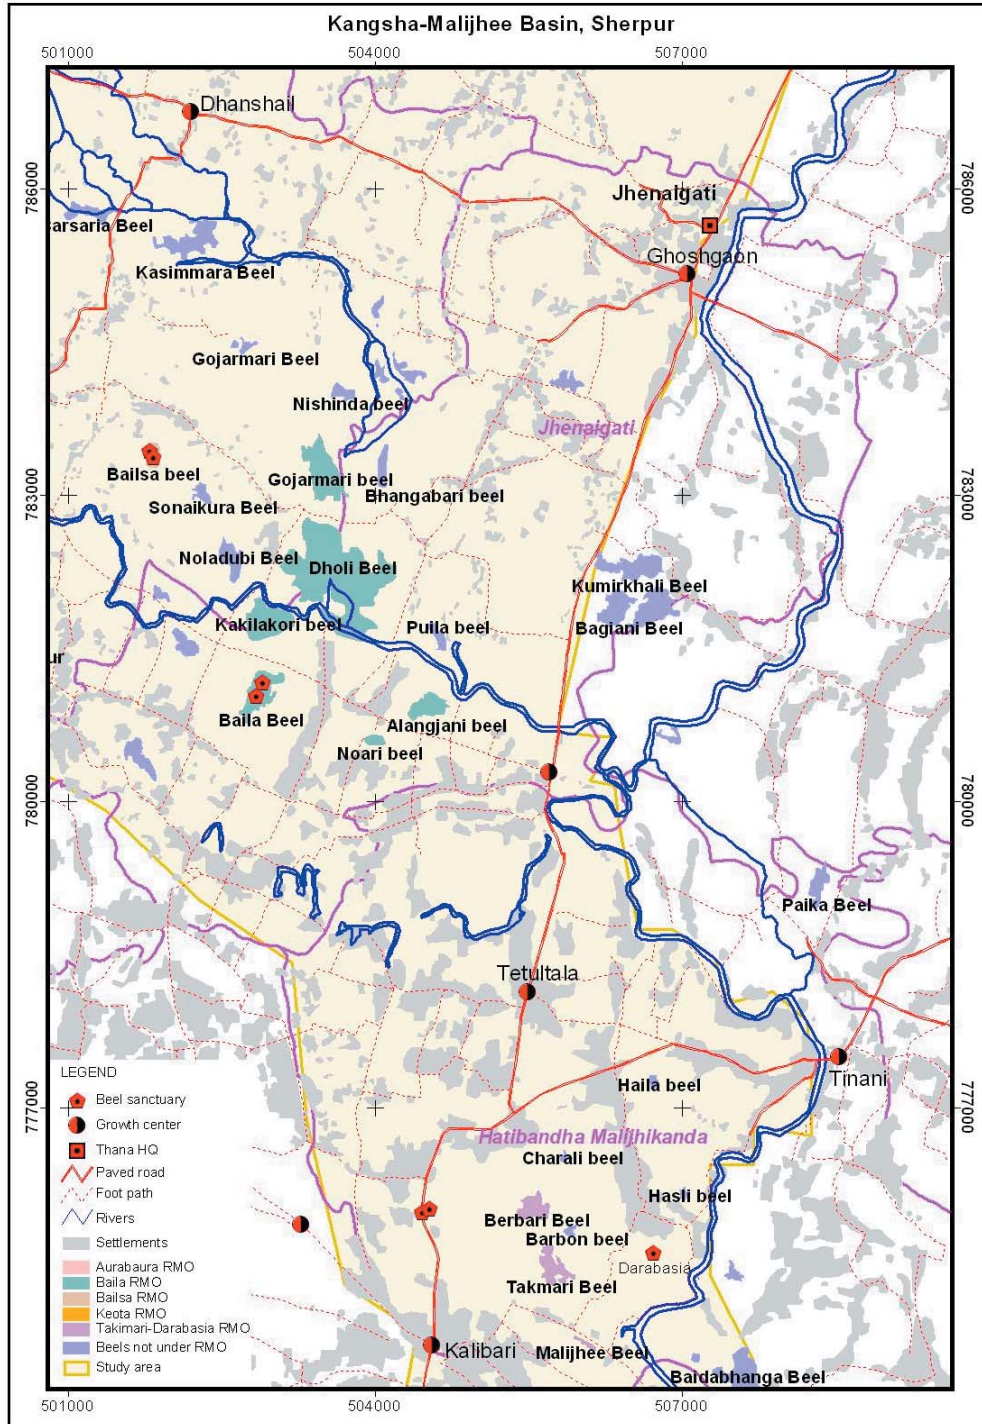 Kangsha-Malijhee Basin, Sherpur
501000 504000 507000
Dhanshail
786000 786000
Jhenaigati
arsaria Beel
Ghoshgaon
Kasimmara Beel
Gojarmari Beel
Nishinda beel
Jhenaigati
Bailsa beel
Gojarmari beel
Bhangabari beel
783000 783000
Sonaikura Beel
Noladubi Beel
Dholi Beel
Kumirkhali Beel
Kakilakori beel
Puila beel
Bagiani Beel
ur
Baila Beel
Alangjani beel
Noari beel
780000 780000
Paika Beel
Tetultala
Tinani
Haila beel
777000 777000
Hatibandha Malijhikanda
Charali beel
Hasli beel
Berbari Beel
Barbon beel
Darabasia
Takmari Beel
Kalibari
Malijhee Beel
Baidabhanga Beel
LEGEND
Beel sanctuary
Growth center
Thana HQ
Paved road
Foot path
Rivers
Settlements
Aurabaura RMO
Baila RMO
Bailsa RMO
Keota RMO
Takimari-Darabasia RMO
Beels not under RMO
Study area
501000 504000 507000